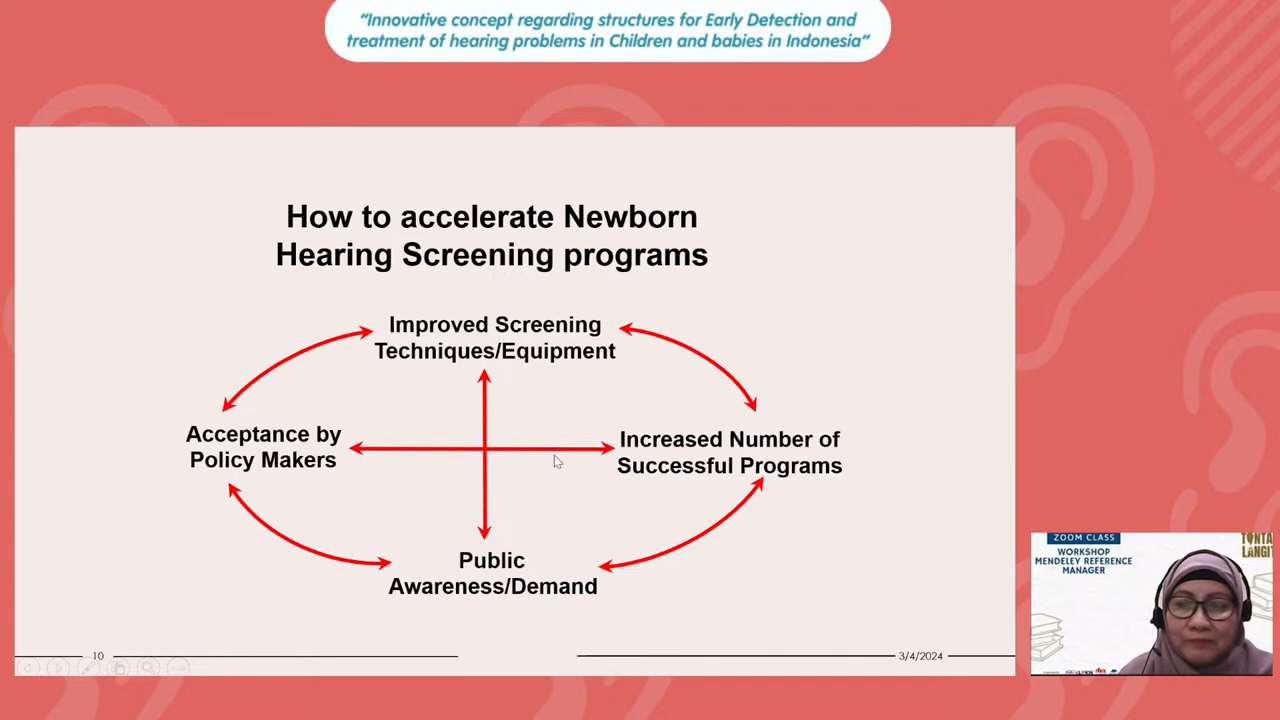 “Innovative concept regarding structures for Early Detection and
treatment of hearing problems in Children and babies in Indonesia“
How to accelerate Newborn
Hearing Screening programs
Improved Screening
Techniques/Equipment
Acceptance by
Policy Makers
Increased Number of
Successful Programs
Public
Awareness/Demand
10
3/4/2024
ZOOM CLASS
WORKSHOP
MENDELEY REFERENCE
MANAGER